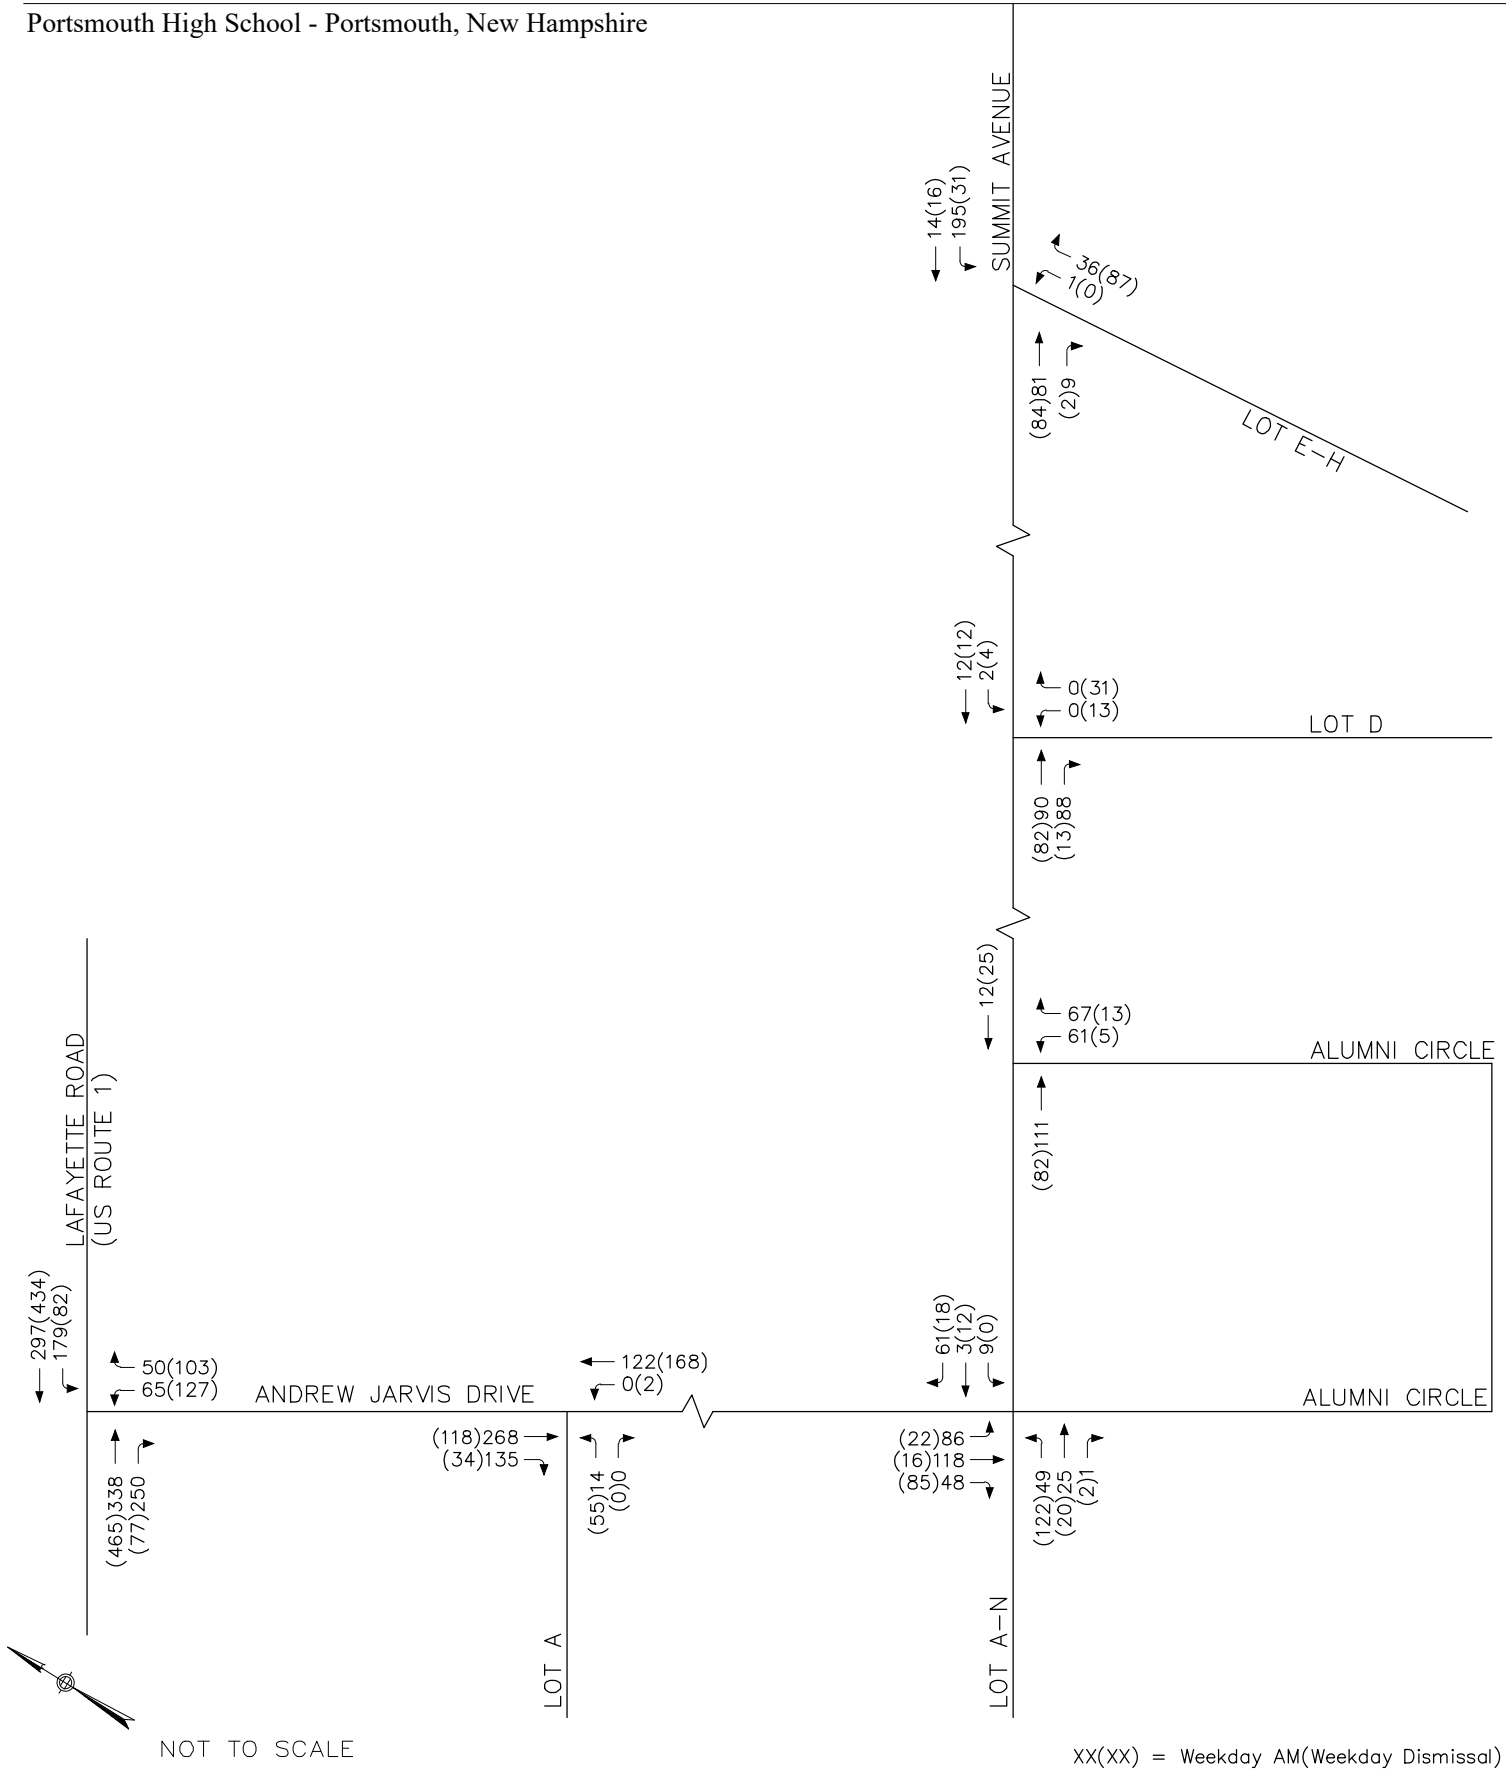 Portsmouth High School - Portsmouth, New Hampshire
SUMMIT AVENUE
14(16)
195(31)
36(87)
1(0)
(84)81
(2)9
LOT E-H
12(12)
2(4)
0(31)
0(13)
LOT D
(82)90
(13)88
12(25)
67(13)
61(5)
ALUMNI CIRCLE
(82)111
LAFAYETTE ROAD
(US ROUTE 1)
297(434)
179(82)
50(103)
65(127)
ANDREW JARVIS DRIVE
122(168)
0(2)
61(18)
3(12)
9(0)
ALUMNI CIRCLE
(465)338
(77)250
(118)268
(34)135
(55)14
(0)0
(22)86
(16)118
(85)48
(122)49
(20)25
(2)1
LOT A
LOT A-N
NOT TO SCALE
XX(XX) = Weekday AM(Weekday Dismissal)